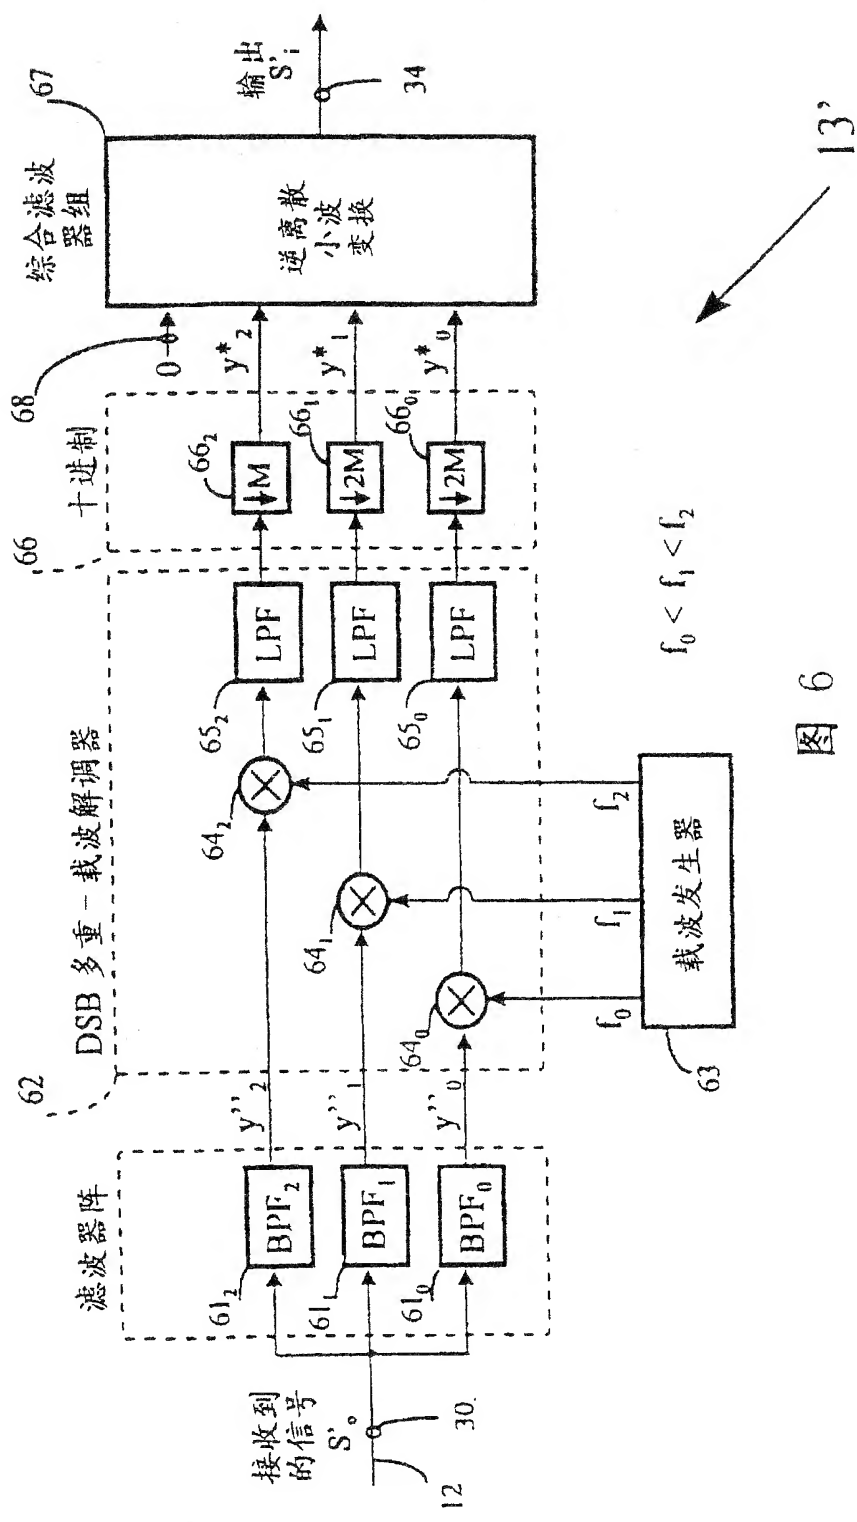 接收到
的信号
S'o
12
30
滤波器阵
61₂
BPF₂
61₁
BPF₁
61₀
BPF₀
y''₂
y''₁
y''₀
62
DSB 多重-载波解调器
64₂
64₁
64₀
65₂
LPF
65₁
LPF
65₀
LPF
f₀
f₁
f₂
63
载波发生器
66
十进制
66₂
↓M
66₁
↓2M
66₀
↓2M
68
0
y*₂
y*₁
y*₀
综合滤波
器组
67
逆离散
小波
变换
输出
S'i
34
f₀ < f₁ < f₂
13'
图 6